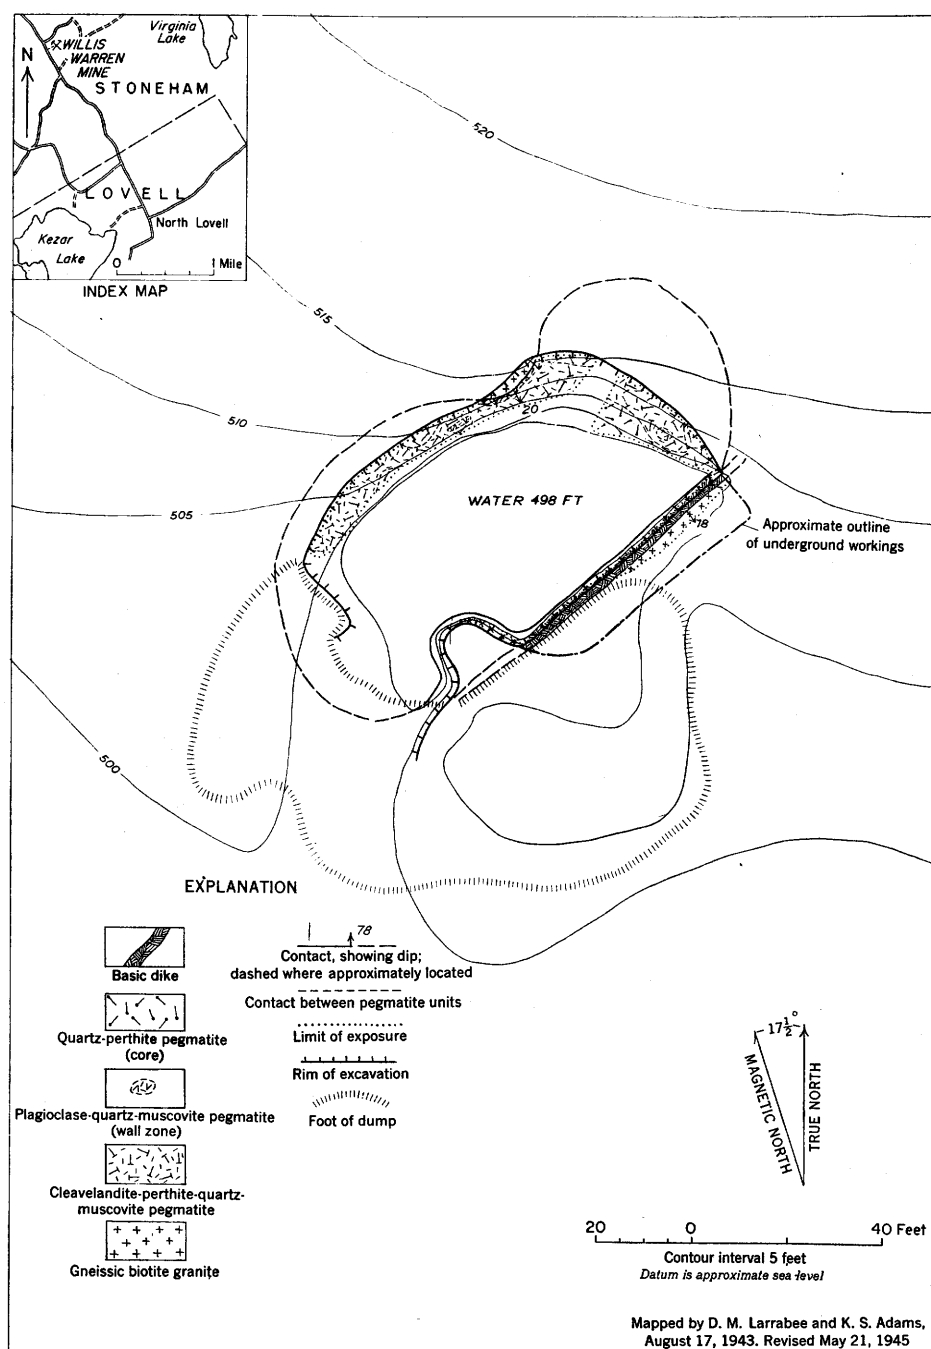 Virginia
Lake
WILLIS
WARREN
MINE
N
STONEHAM
LOVELL
North Lovell
Kezar
Lake
0 1 Mile
INDEX MAP
520
515
510
505
500
20
WATER 498 FT
78
Approximate outline
of underground workings
EXPLANATION
Basic dike
Quartz-perthite pegmatite
(core)
Plagioclase-quartz-muscovite pegmatite
(wall zone)
Cleavelandite-perthite-quartz-
muscovite pegmatite
Gneissic biotite granite
78
Contact, showing dip;
dashed where approximately located
Contact between pegmatite units
Limit of exposure
Rim of excavation
Foot of dump
17½°
MAGNETIC NORTH
TRUE NORTH
20 0 40 Feet
Contour interval 5 feet
Datum is approximate sea level
Mapped by D. M. Larrabee and K. S. Adams,
August 17, 1943. Revised May 21, 1945